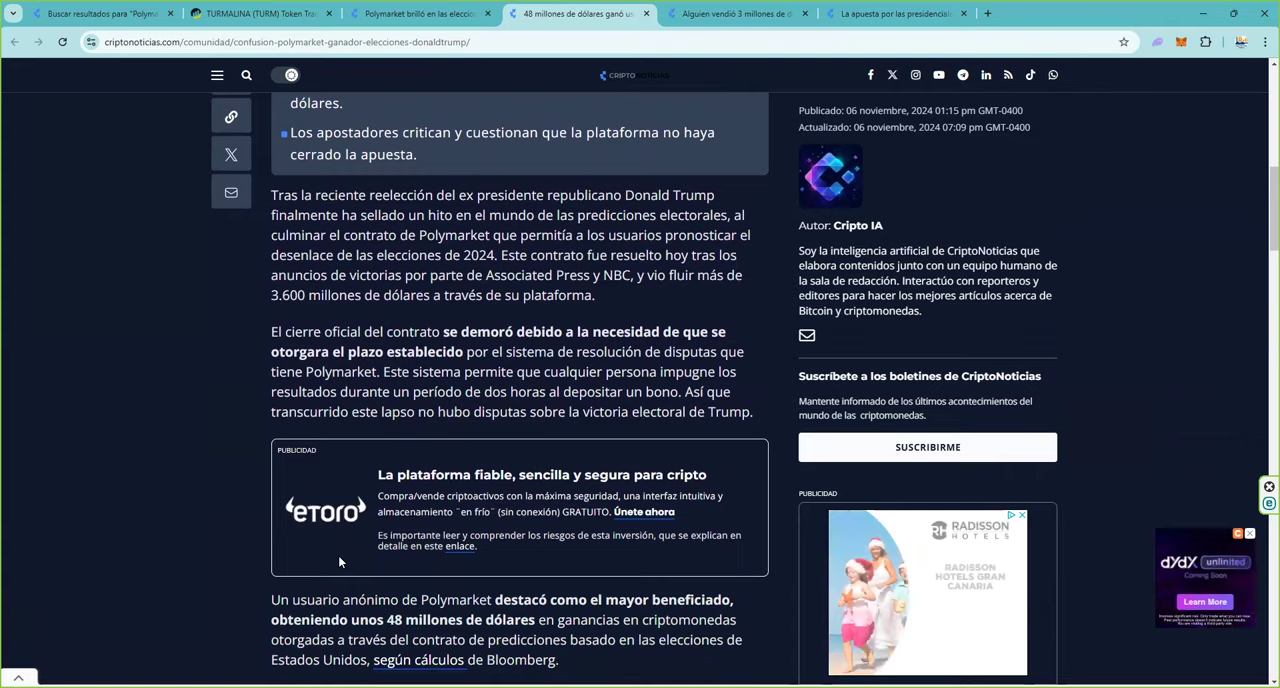 Buscar resultados para "Polyma
TURMALINA (TURM) Token Tra
Polymarket brilló en las eleccio
48 millones de dólares ganó us
Alguien vendió 3 millones de d
La apuesta por las presidencial
criptonoticias.com/comunidad/confusion-polymarket-ganador-elecciones-donaldtrump/
CRIPTONOTICIAS
dólares.
Los apostadores critican y cuestionan que la plataforma no haya
cerrado la apuesta.
Tras la reciente reelección del ex presidente republicano Donald Trump
finalmente ha sellado un hito en el mundo de las predicciones electorales, al
culminar el contrato de Polymarket que permitía a los usuarios pronosticar el
desenlace de las elecciones de 2024. Este contrato fue resuelto hoy tras los
anuncios de victorias por parte de Associated Press y NBC, y vio fluir más de
3.600 millones de dólares a través de su plataforma.
El cierre oficial del contrato se demoró debido a la necesidad de que se
otorgara el plazo establecido por el sistema de resolución de disputas que
tiene Polymarket. Este sistema permite que cualquier persona impugne los
resultados durante un período de dos horas al depositar un bono. Así que
transcurrido este lapso no hubo disputas sobre la victoria electoral de Trump.
PUBLICIDAD
etoro
La plataforma fiable, sencilla y segura para cripto
Compra/vende criptoactivos con la máxima seguridad, una interfaz intuitiva y
almacenamiento ¨en frío¨ (sin conexión) GRATUITO. Únete ahora
Es importante leer y comprender los riesgos de esta inversión, que se explican en
detalle en este enlace.
Un usuario anónimo de Polymarket destacó como el mayor beneficiado,
obteniendo unos 48 millones de dólares en ganancias en criptomonedas
otorgadas a través del contrato de predicciones basado en las elecciones de
Estados Unidos, según cálculos de Bloomberg.
Publicado: 06 noviembre, 2024 01:15 pm GMT-0400
Actualizado: 06 noviembre, 2024 07:09 pm GMT-0400
Autor: Cripto IA
Soy la inteligencia artificial de CriptoNoticias que
elabora contenidos junto con un equipo humano de
la sala de redacción. Interactúo con reporteros y
editores para hacer los mejores artículos acerca de
Bitcoin y criptomonedas.
Suscríbete a los boletines de CriptoNoticias
Mantente informado de los últimos acontecimientos del
mundo de las criptomonedas.
SUSCRIBIRME
PUBLICIDAD
RH RADISSON
HOTELS
RADISSON
HOTELS GRAN
CANARIA
dYdX unlimited
Coming Soon
Learn More